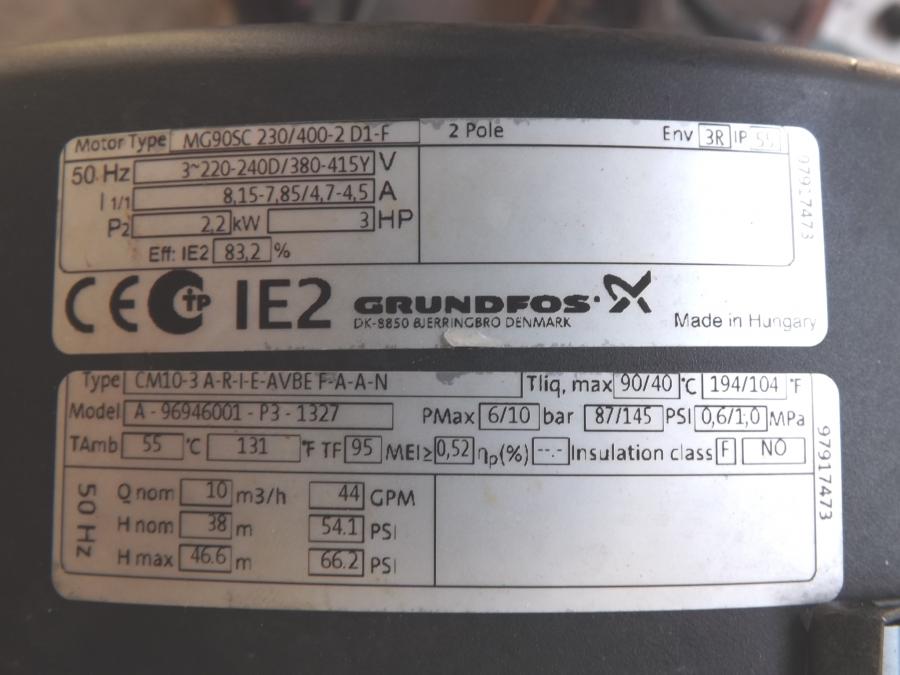 Motor Type MG90SC 230/400-2 D1-F 2 Pole Env 3R IP 55
50 Hz 3~220-240D/380-415Y V
I 1/1 8,15-7,85/4,7-4,5 A
P2 2,2 kW 3 HP
Eff: IE2 83,2 %
97917473
CE tP IE2 GRUNDFOS
DK-8850 BJERRINGBRO DENMARK
Made in Hungary
Type CM10-3 A-R-I-E-AVBE F-A-A-N Tliq, max 90/40 °C 194/104 °F
Model A - 96946001 - P3 - 1327 PMax 6/10 bar 87/145 PSI 0,6/1,0 MPa
TAmb 55 °C 131 °F TF 95 MEI≥ 0,52 ηp(%) --.- Insulation class F NO
50 Hz
Q nom 10 m3/h 44 GPM
H nom 38 m 54.1 PSI
H max 46.6 m 66.2 PSI
97917473